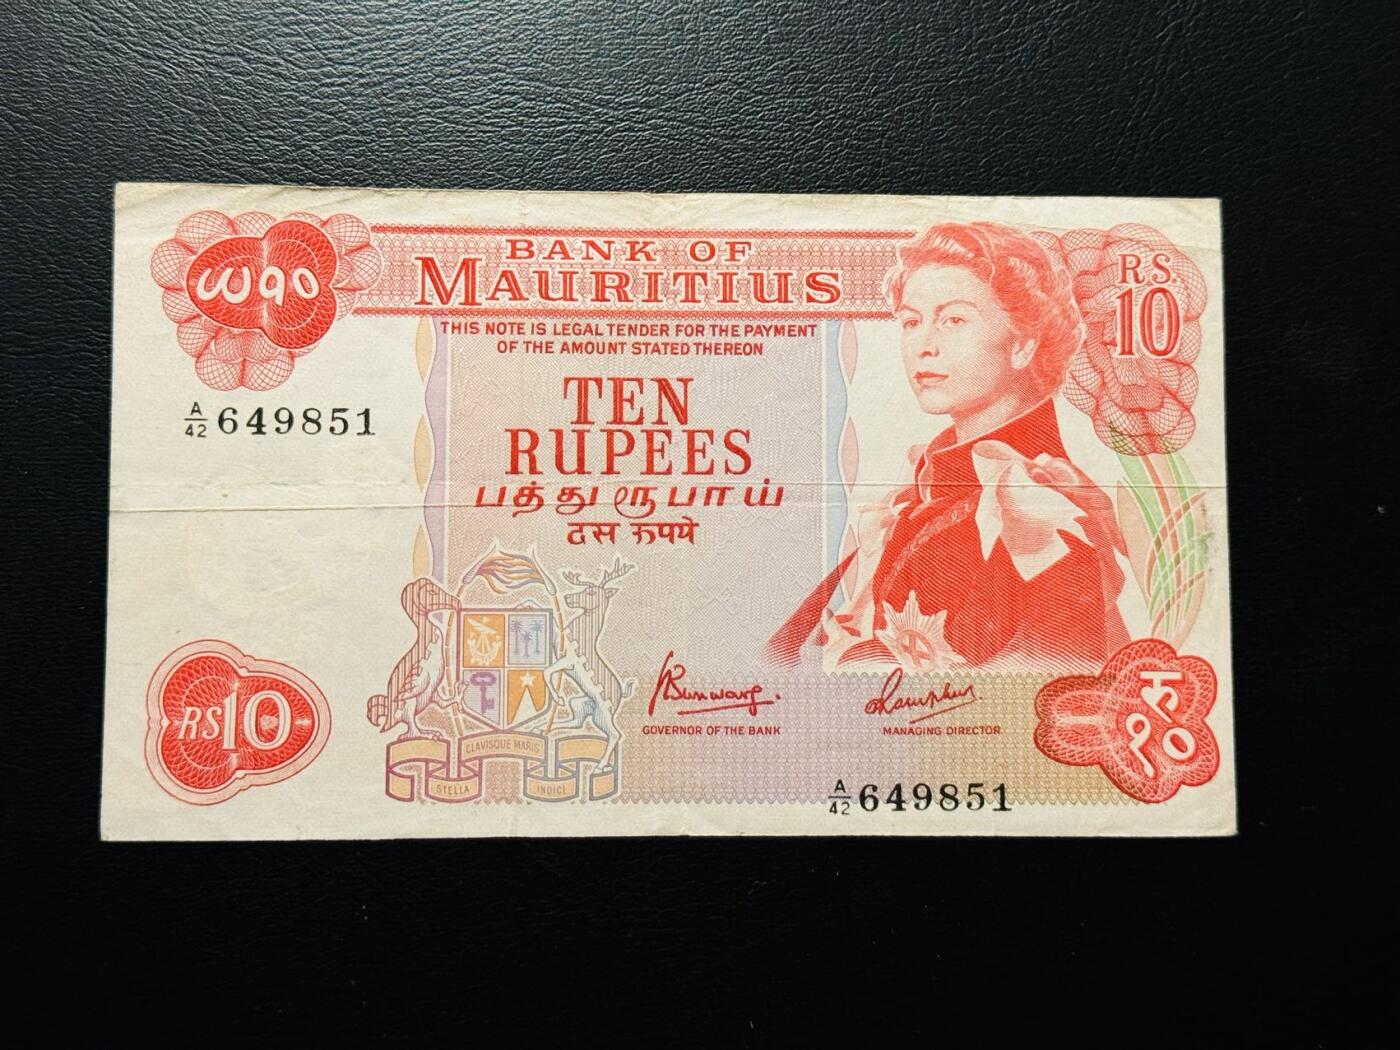 BANK OF
MAURITIUS
RS.
10
THIS NOTE IS LEGAL TENDER FOR THE PAYMENT
OF THE AMOUNT STATED THEREON
TEN
RUPEES
A/42 649851
பத்து ரூபாய்
दस रूपये
RS10
CLAVISQUE MARIS
STELLA
INDICI
GOVERNOR OF THE BANK
MANAGING DIRECTOR
रु
१०
A/42 649851